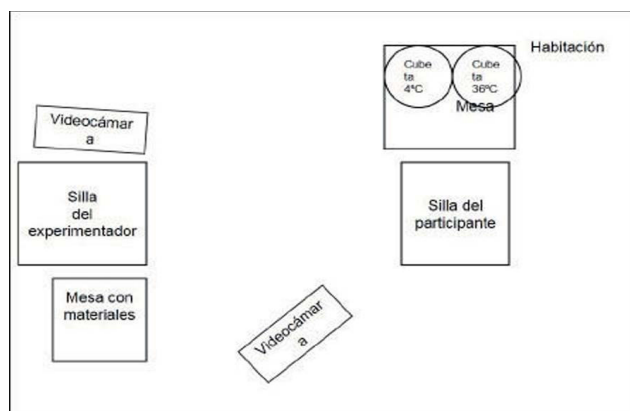 Habitación
Cube
ta
4ºC
Cube
ta
36ºC
Mesa
Videocámar
a
Silla
del
experimentador
Silla del
participante
Mesa con
materiales
Videocámar
a